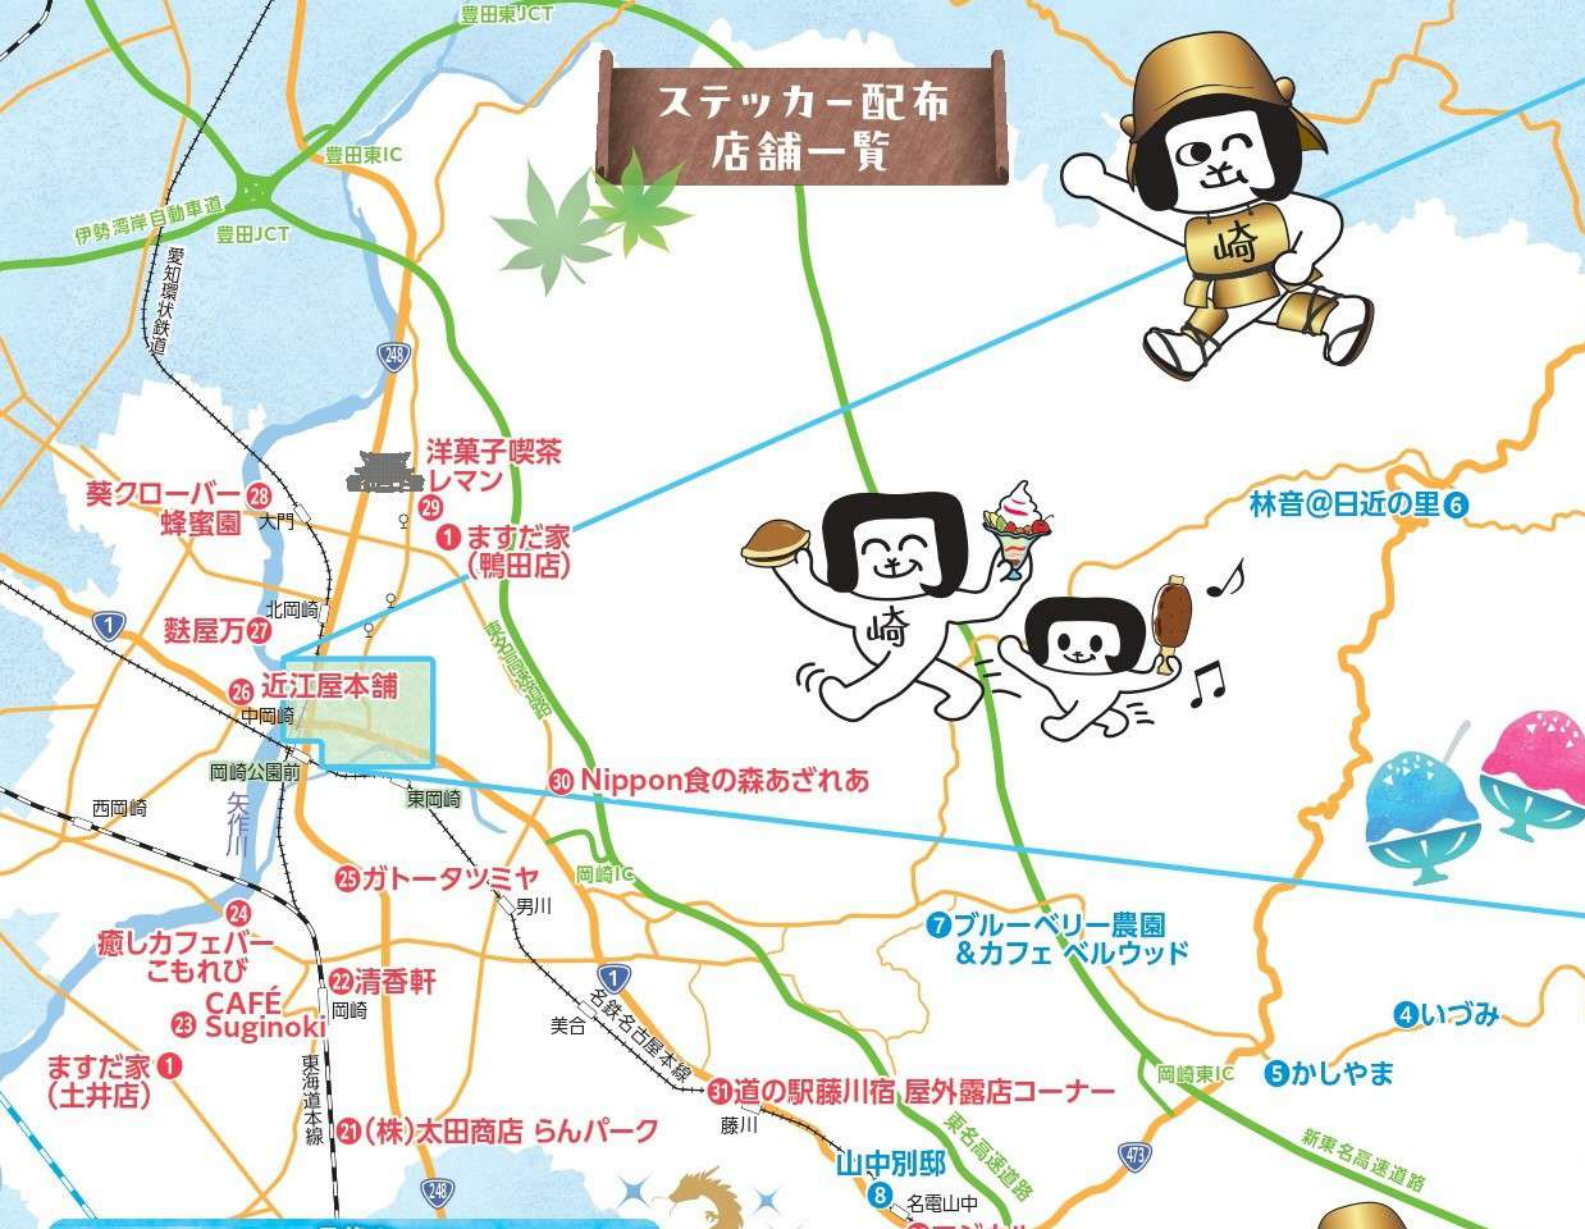 豊田東JCT
ステッカー配布
店舗一覧
豊田東IC
伊勢湾岸自動車道
豊田JCT
愛知環状鉄道
崎
248
洋菓子喫茶
レマン
29
葵クローバー 28
蜂蜜園
大門
1 ますだ家
(鴨田店)
林音@日近の里 6
崎
北岡崎
1
麩屋万 27
東名高速道路
26 近江屋本舗
中岡崎
岡崎公園前
30 Nippon食の森あざれあ
東岡崎
西岡崎
矢作川
岡崎IC
25 ガトータツミヤ
男川
24
癒しカフェバー
こもれび
7 ブルーベリー農園
&カフェ ベルウッド
22 清香軒
岡崎
1
CAFÉ
23 Suginoki
名鉄名古屋本線
美合
4 いづみ
ますだ家 1
(土井店)
東海道本線
岡崎東IC
5 かしやま
31 道の駅藤川宿 屋外露店コーナー
藤川
21 (株)太田商店 らんパーク
東名高速道路
新東名高速道路
473
山中別邸
8
248
名電山中